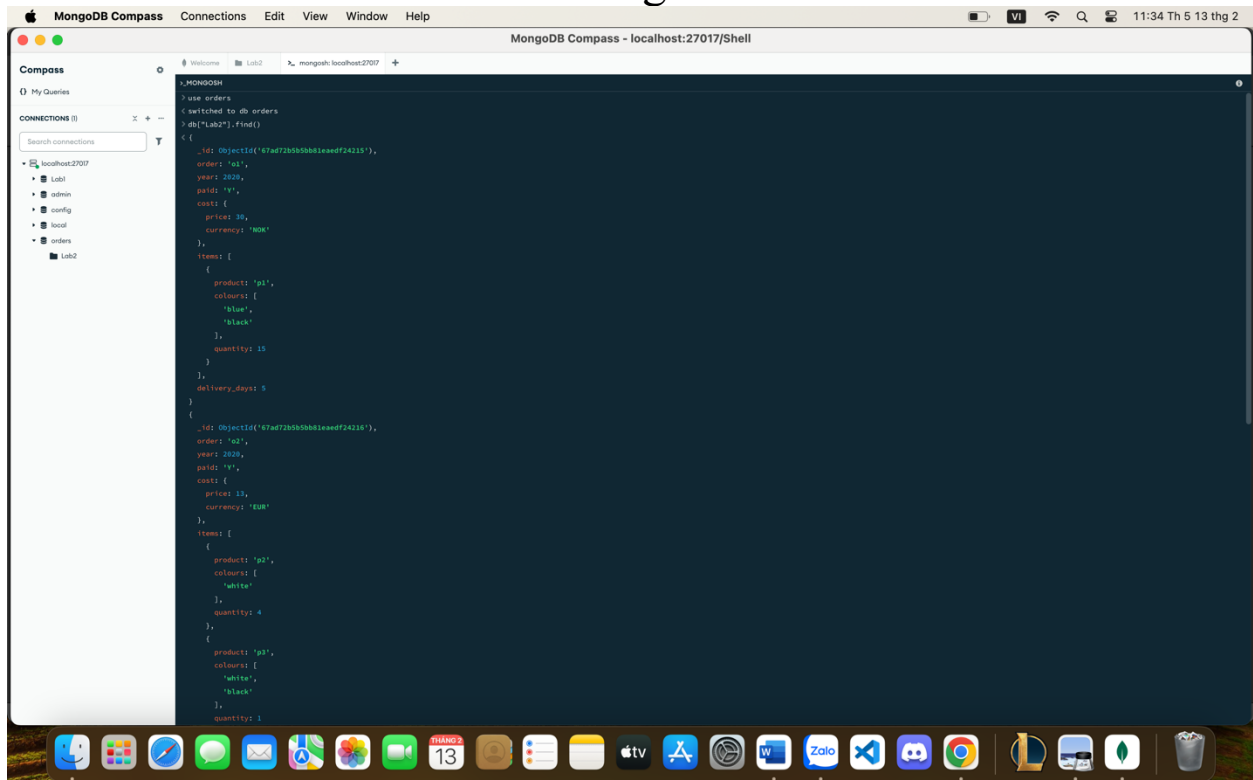 MongoDB Compass Connections Edit View Window Help
VI 11:34 Th 5 13 thg 2
MongoDB Compass - localhost:27017/Shell
Compass
{} My Queries
CONNECTIONS (1)
Search connections
localhost:27017
Lab1
admin
config
local
orders
Lab2
Welcome Lab2 >_ mongosh: localhost:27017 +
>_MONGOSH
> use orders
< switched to db orders
> db["Lab2"].find()
< {
_id: ObjectId('67ad72b5b5bb81eaedf24215'),
order: 'o1',
year: 2020,
paid: 'Y',
cost: {
price: 30,
currency: 'NOK'
},
items: [
{
product: 'p1',
colours: [
'blue',
'black'
],
quantity: 15
}
],
delivery_days: 5
}
{
_id: ObjectId('67ad72b5b5bb81eaedf24216'),
order: 'o2',
year: 2020,
paid: 'Y',
cost: {
price: 13,
currency: 'EUR'
},
items: [
{
product: 'p2',
colours: [
'white'
],
quantity: 4
},
{
product: 'p3',
colours: [
'white',
'black'
],
quantity: 1
THÁNG 2
13
tv
W
Zalo